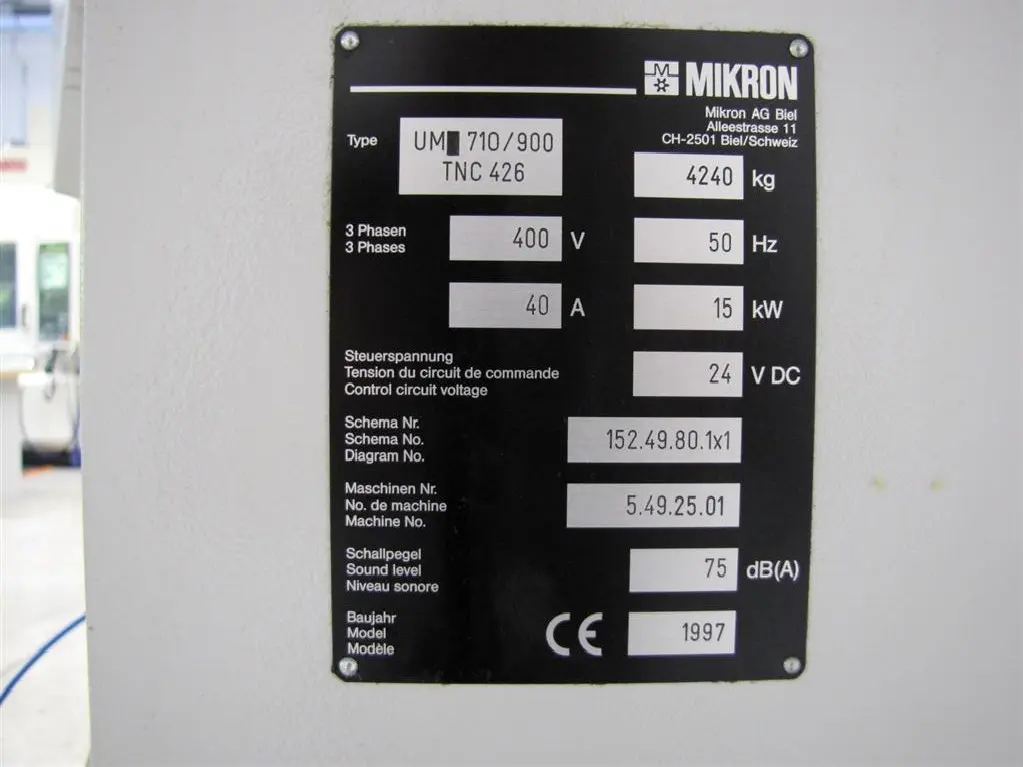 MIKRON
Mikron AG Biel
Alleestrasse 11
CH-2501 Biel/Schweiz
Type
UM 710/900
TNC 426
4240 kg
3 Phasen
3 Phases
400 V
50 Hz
40 A
15 kW
Steuerspannung
Tension du circuit de commande
Control circuit voltage
24 V DC
Schema Nr.
Schema No.
Diagram No.
152.49.80.1x1
Maschinen Nr.
No. de machine
Machine No.
5.49.25.01
Schallpegel
Sound level
Niveau sonore
75 dB(A)
Baujahr
Model
Modèle
CE
1997